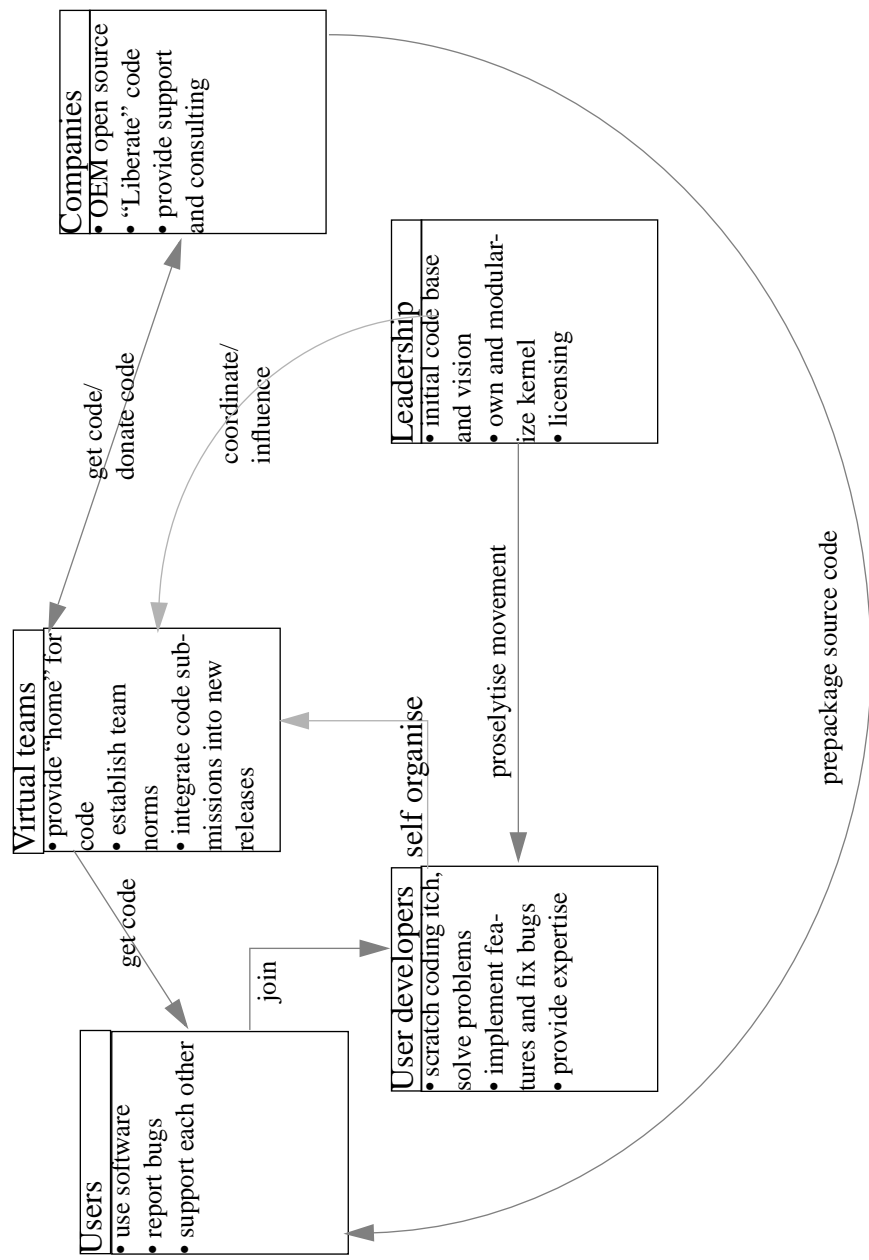 Users
• use software
• report bugs
• support each other
get code
join
Virtual teams
• provide “home” for
code
• establish team
norms
• integrate code sub-
missions into new
releases
self organise
User developers
• scratch coding itch,
solve problems
• implement fea-
tures and fix bugs
• provide expertise
get code/
donate code
coordinate/
influence
proselytise movement
Companies
• OEM open source
• “Liberate” code
• provide support
and consulting
Leadership
• initial code base
and vision
• own and modular-
ize kernel
• licensing
prepackage source code